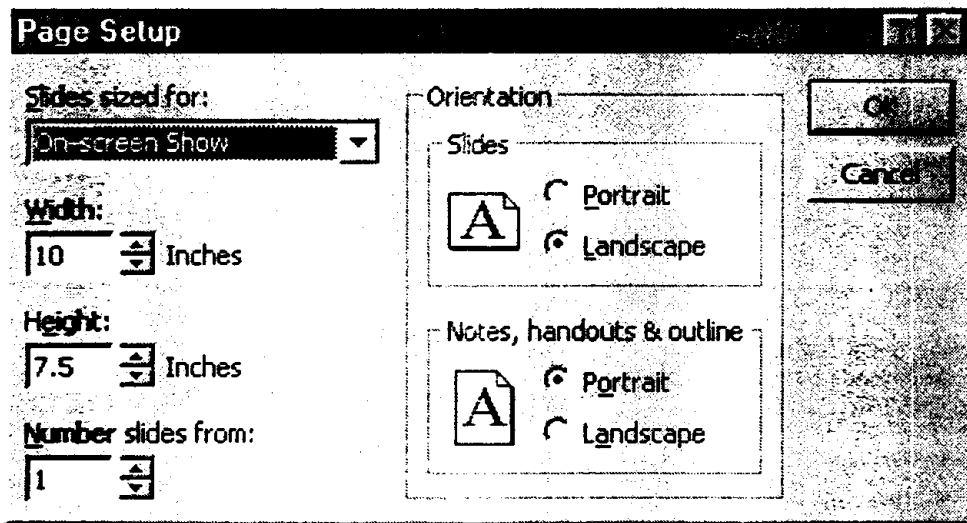 Page Setup
Slides sized for:
On-screen Show
Width:
10 Inches
Height:
7.5 Inches
Number slides from:
1
Orientation
Slides
A
Portrait
Landscape
Notes, handouts & outline
A
Portrait
Landscape
OK
Cancel